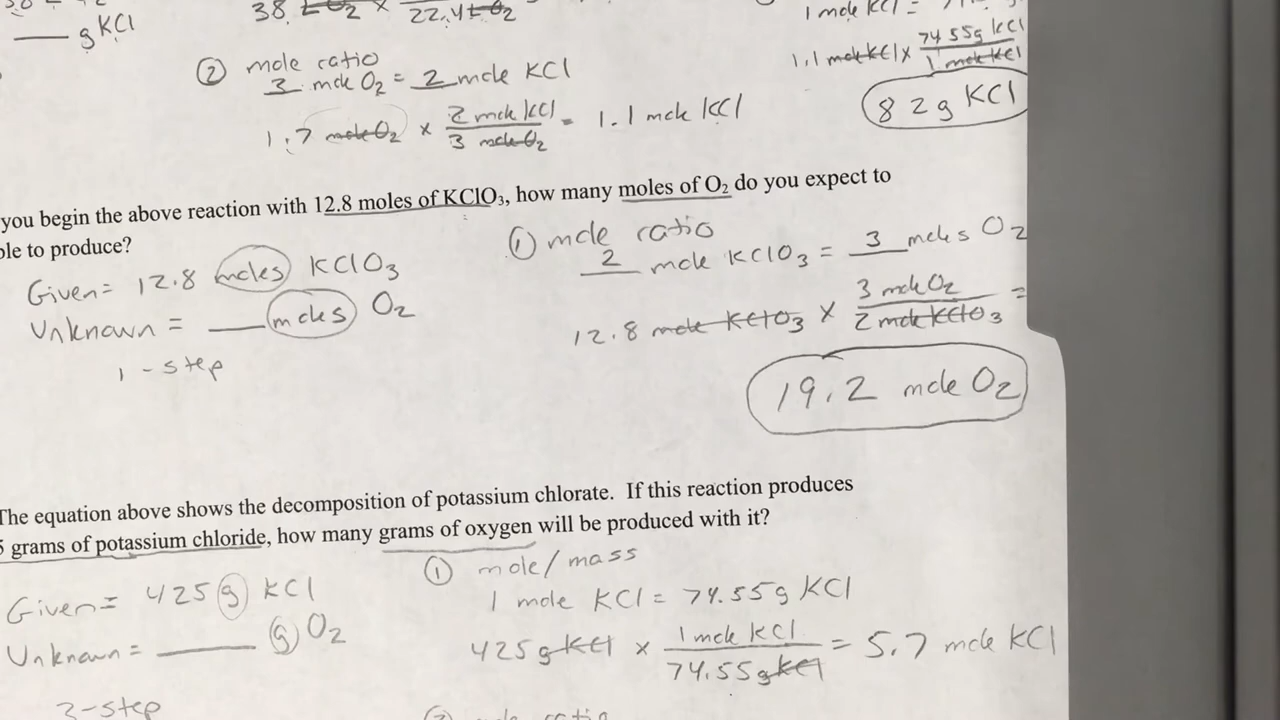 38 L O₂ × 22.4 L O₂
1 mole KCl =
___ g KCl
1.1 mole KCl × 74.55g KCl / 1 mole KCl
② mole ratio
3 mole O₂ = 2 mole KCl
82g KCl
1.7 mole O₂ × 2 mole KCl / 3 mole O₂ = 1.1 mole KCl
you begin the above reaction with 12.8 moles of KClO₃, how many moles of O₂ do you expect to
ble to produce?
① mole ratio
2 mole KClO₃ = 3 moles O₂
Given = 12.8 moles KClO₃
Unknown = ___ moles O₂
12.8 mole KClO₃ × 3 mole O₂ / 2 mole KClO₃ =
1-step
19.2 mole O₂
The equation above shows the decomposition of potassium chlorate. If this reaction produces
5 grams of potassium chloride, how many grams of oxygen will be produced with it?
① mole/mass
Given = 425 g KCl
1 mole KCl = 74.55g KCl
Unknown = ___ g O₂
425g KCl × 1 mole KCl / 74.55g KCl = 5.7 mole KCl
3-step
② mole ratio